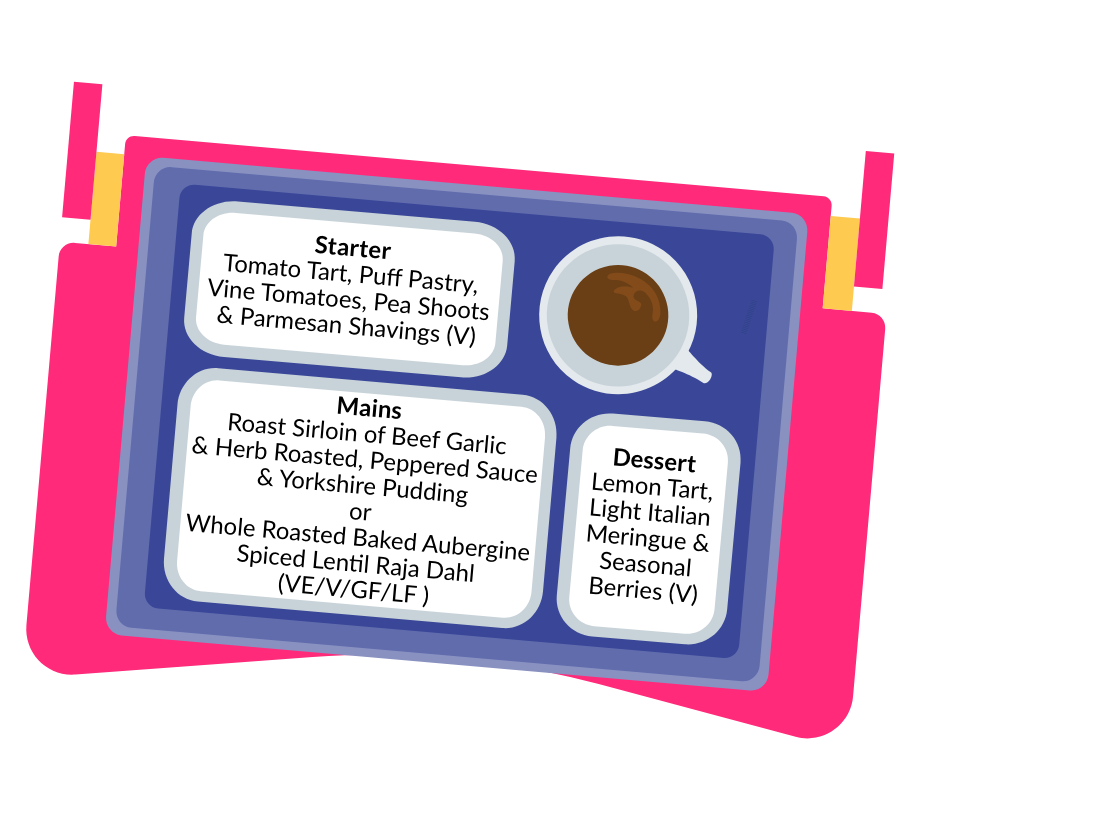 Starter
Tomato Tart, Puff Pastry,
Vine Tomatoes, Pea Shoots
& Parmesan Shavings (V)
Mains
Roast Sirloin of Beef Garlic
& Herb Roasted, Peppered Sauce
& Yorkshire Pudding
or
Whole Roasted Baked Aubergine
Spiced Lentil Raja Dahl
(VE/V/GF/LF )
Dessert
Lemon Tart,
Light Italian
Meringue &
Seasonal
Berries (V)